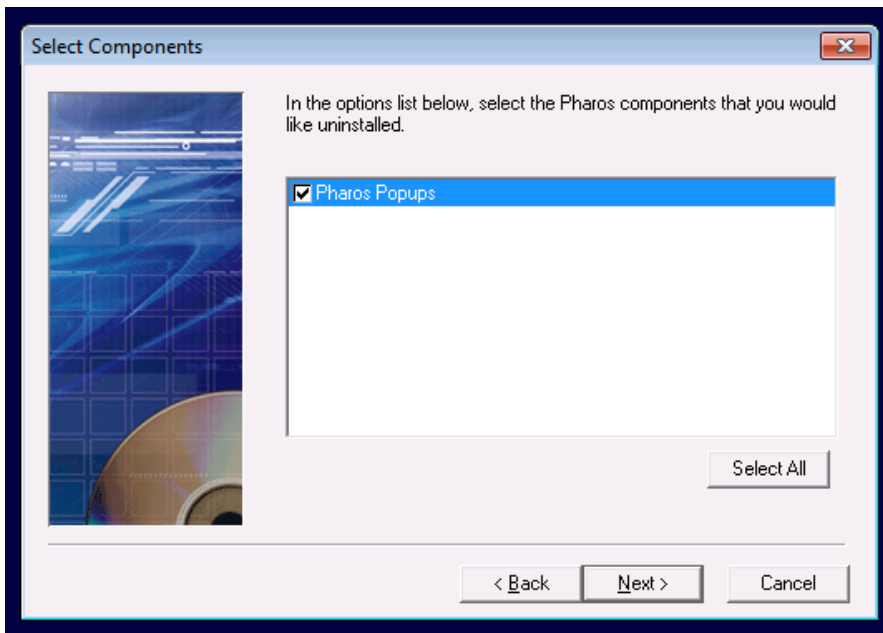 Select Components
In the options list below, select the Pharos components that you would
like uninstalled.
Pharos Popups
Select All
< Back
Next >
Cancel